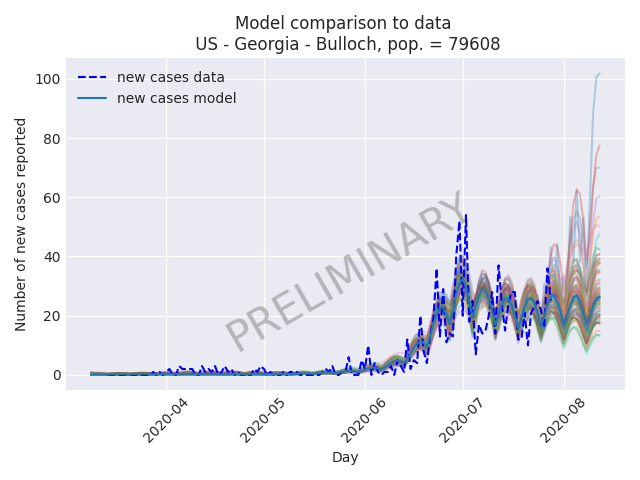 Model comparison to data
US - Georgia - Bulloch, pop. = 79608
new cases data
new cases model
Number of new cases reported
100
80
60
40
20
0
PRELIMINARY
2020-04
2020-05
2020-06
2020-07
2020-08
Day